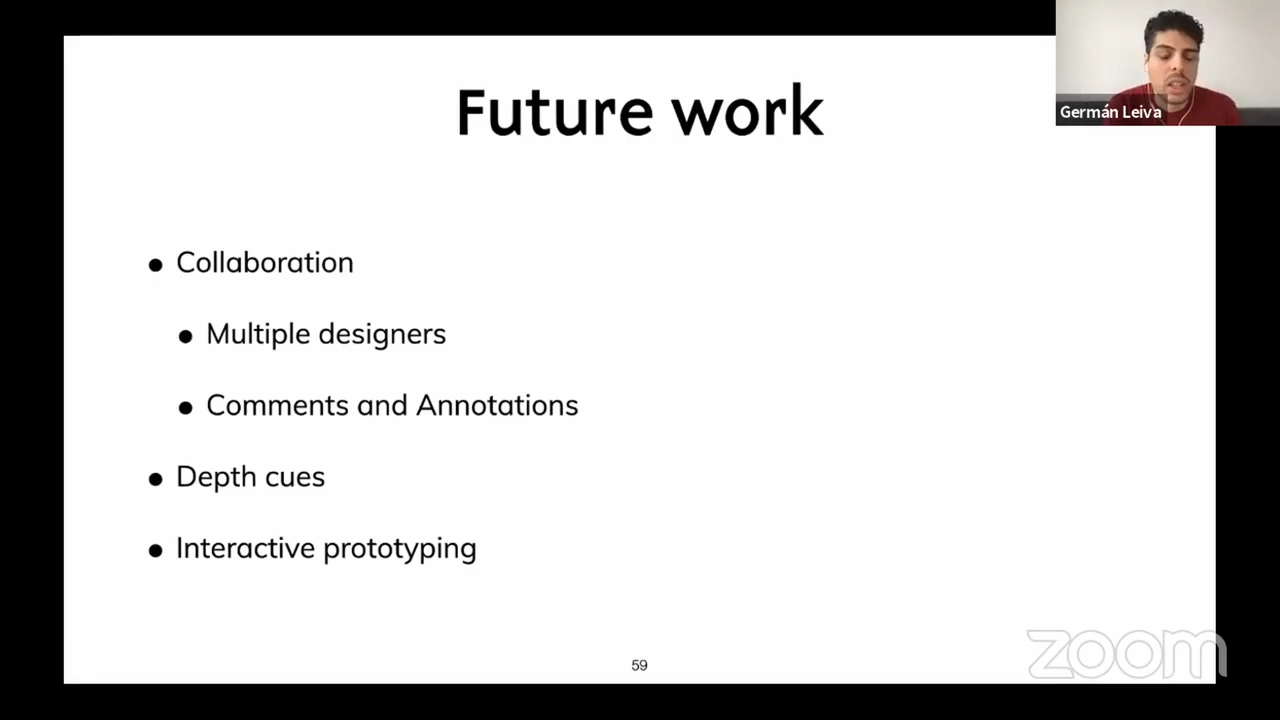 Future work
Germán Leiva
● Collaboration
● Multiple designers
● Comments and Annotations
● Depth cues
● Interactive prototyping
59
zoom